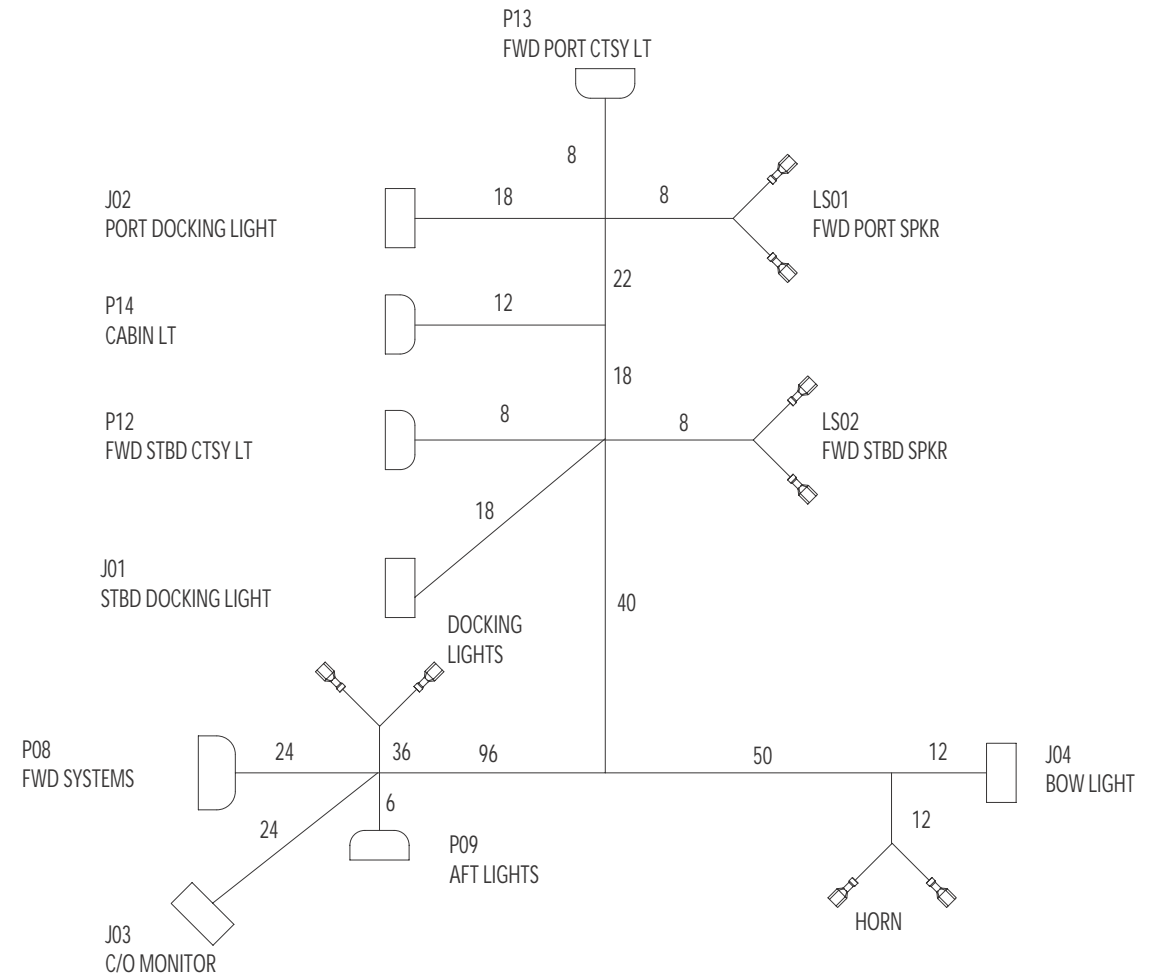 P13
FWD PORT CTSY LT
8
J02
PORT DOCKING LIGHT
18
8
LS01
FWD PORT SPKR
22
P14
CABIN LT
12
18
P12
FWD STBD CTSY LT
8
8
LS02
FWD STBD SPKR
18
J01
STBD DOCKING LIGHT
40
DOCKING
LIGHTS
P08
FWD SYSTEMS
24
36
96
50
12
J04
BOW LIGHT
6
24
12
P09
AFT LIGHTS
HORN
J03
C/O MONITOR